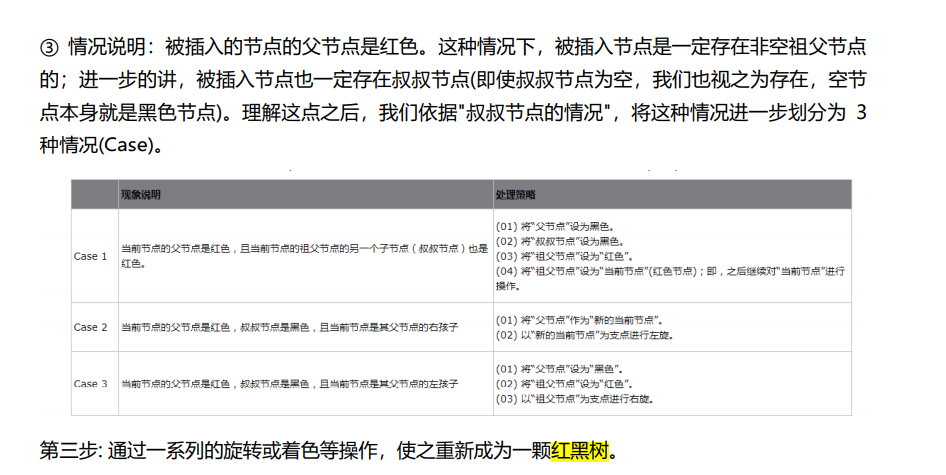 ③ 情况说明：被插入的节点的父节点是红色。这种情况下，被插入节点是一定存在非空祖父节点
的；进一步的讲，被插入节点也一定存在叔叔节点(即使叔叔节点为空，我们也视之为存在，空节
点本身就是黑色节点)。理解这点之后，我们依据"叔叔节点的情况"，将这种情况进一步划分为 3
种情况(Case)。
现象说明 处理策略
Case 1
当前节点的父节点是红色，且当前节点的祖父节点的另一个子节点（叔叔节点）也是
红色。
(01) 将“父节点”设为黑色。
(02) 将“叔叔节点”设为黑色。
(03) 将“祖父节点”设为“红色”。
(04) 将“祖父节点”设为“当前节点”(红色节点)；即，之后继续对“当前节点”进行
操作。
Case 2
当前节点的父节点是红色，叔叔节点是黑色，且当前节点是其父节点的右孩子
(01) 将“父节点”作为“新的当前节点”。
(02) 以“新的当前节点”为支点进行左旋。
Case 3
当前节点的父节点是红色，叔叔节点是黑色，且当前节点是其父节点的左孩子
(01) 将“父节点”设为“黑色”。
(02) 将“祖父节点”设为“红色”。
(03) 以“祖父节点”为支点进行右旋。
第三步: 通过一系列的旋转或着色等操作，使之重新成为一颗红黑树。